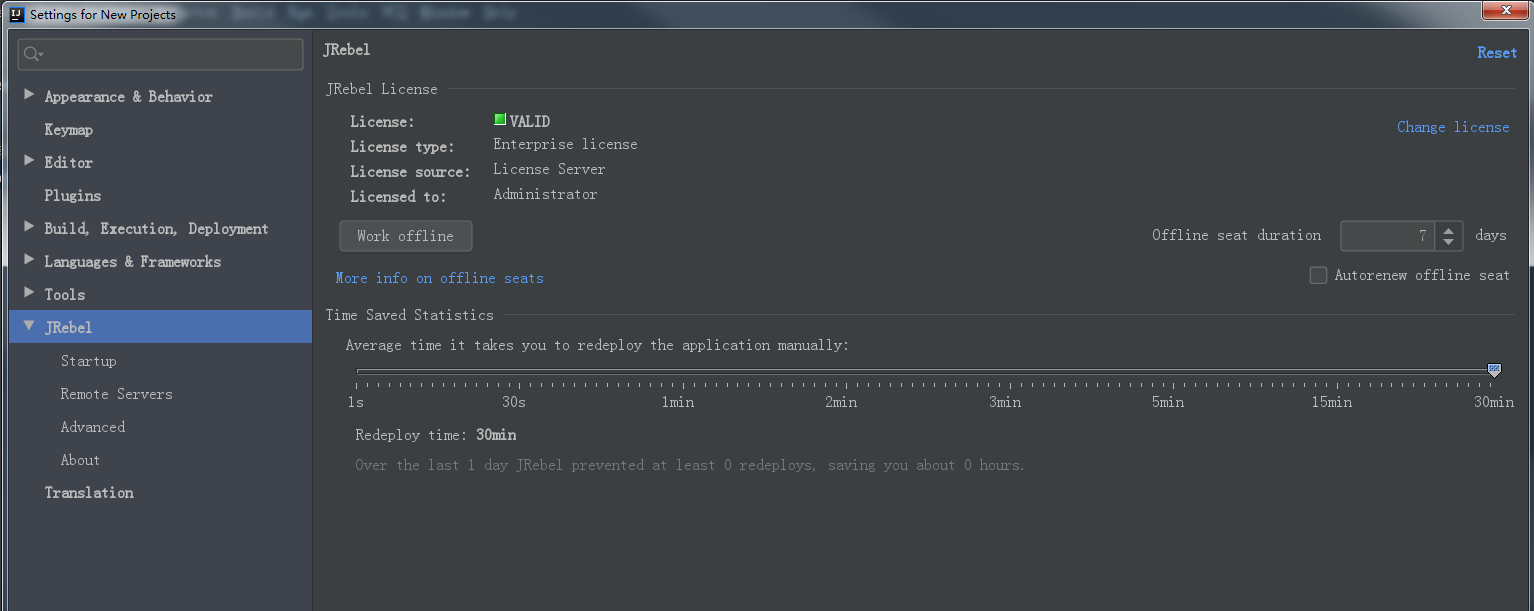 Settings for New Projects
Appearance & Behavior
Keymap
Editor
Plugins
Build, Execution, Deployment
Languages & Frameworks
Tools
JRebel
Startup
Remote Servers
Advanced
About
Translation
JRebel
Reset
JRebel License
License: VALID
Change license
License type: Enterprise license
License source: License Server
Licensed to: Administrator
Work offline
Offline seat duration 7 days
More info on offline seats
Autorenew offline seat
Time Saved Statistics
Average time it takes you to redeploy the application manually:
1s 30s 1min 2min 3min 5min 15min 30min
Redeploy time: 30min
Over the last 1 day JRebel prevented at least 0 redeploys, saving you about 0 hours.